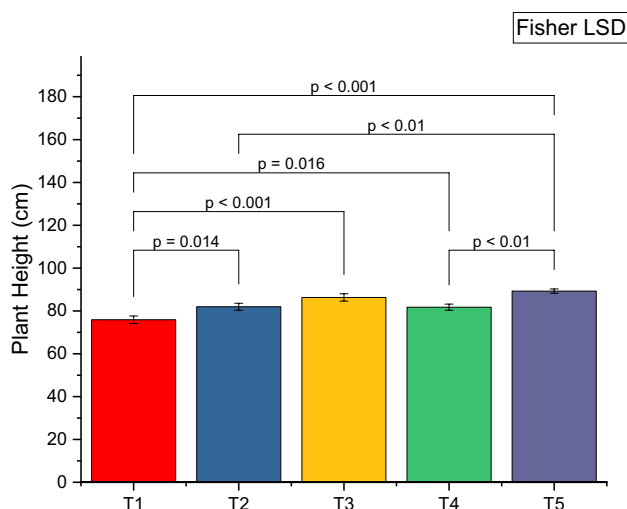 Fisher LSD
180
160
140
120
100
80
60
40
20
0
Plant Height (cm)
p < 0.001
p < 0.01
p = 0.016
p < 0.001
p = 0.014
p < 0.01
T1 T2 T3 T4 T5